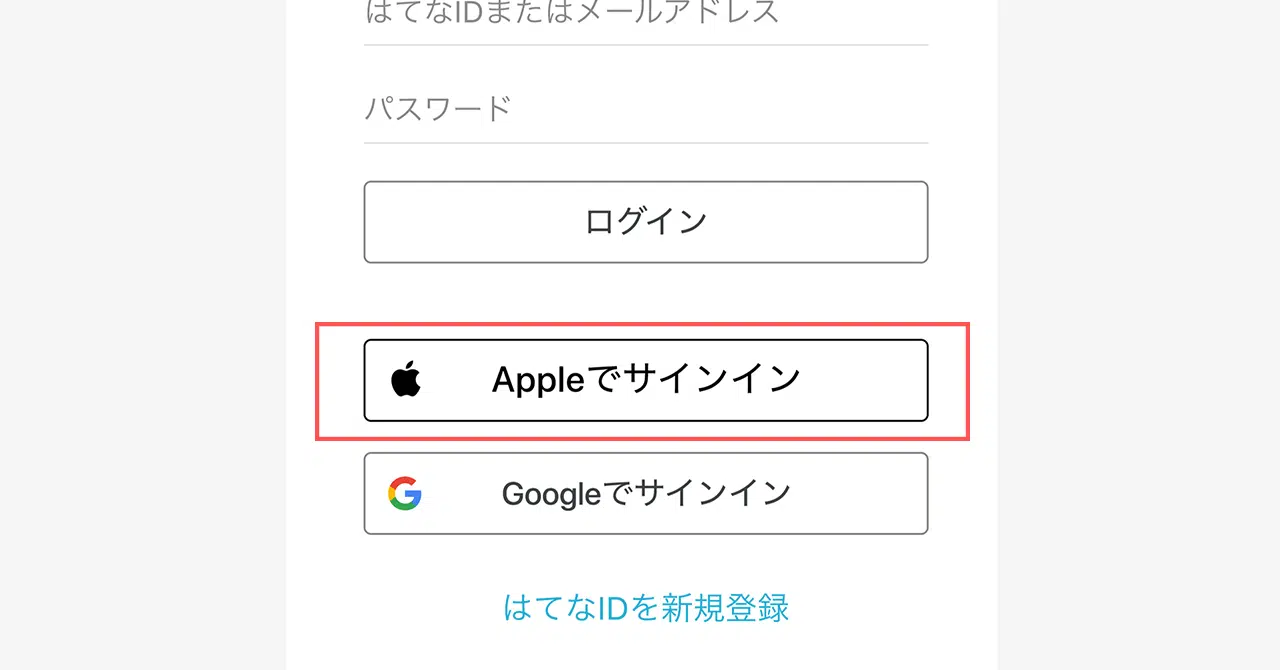 はてなIDまたはメールアドレス
パスワード
ログイン
Appleでサインイン
Googleでサインイン
はてなIDを新規登録